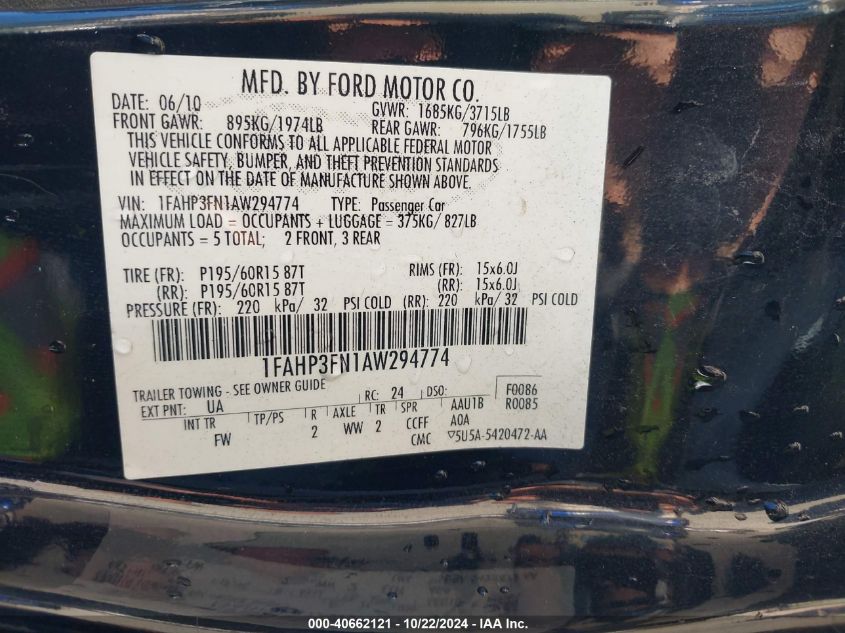 MFD. BY FORD MOTOR CO.
DATE: 06/10 GVWR: 1685KG/3715LB
FRONT GAWR: 895KG/1974LB REAR GAWR: 796KG/1755LB
THIS VEHICLE CONFORMS TO ALL APPLICABLE FEDERAL MOTOR
VEHICLE SAFETY, BUMPER, AND THEFT PREVENTION STANDARDS
IN EFFECT ON THE DATE OF MANUFACTURE SHOWN ABOVE.
VIN: 1FAHP3FN1AW294774 TYPE: Passenger Car
MAXIMUM LOAD = OCCUPANTS + LUGGAGE = 375KG/ 827LB
OCCUPANTS = 5 TOTAL; 2 FRONT, 3 REAR
TIRE (FR): P195/60R15 87T RIMS (FR): 15x6.0J
(RR): P195/60R15 87T (RR): 15x6.0J
PRESSURE (FR): 220 kPa/ 32 PSI COLD (RR): 220 kPa/ 32 PSI COLD
1FAHP3FN1AW294774
TRAILER TOWING - SEE OWNER GUIDE
EXT PNT: UA RC: 24 DSO: F0086
INT TR TP/PS R AXLE TR SPR AAU1B R0085
FW 2 WW 2 CCFF AOA
CMC ▽5U5A-5420472-AA
000-40662121 - 10/22/2024 - IAA Inc.